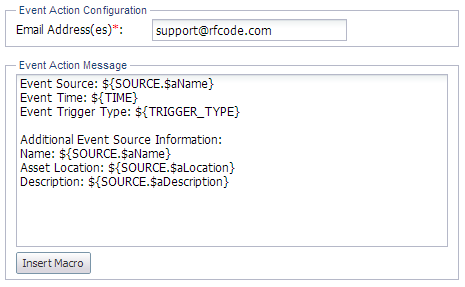 Event Action Configuration
Email Address(es)*: support@rfcode.com
Event Action Message
Event Source: ${SOURCE.$aName}
Event Time: ${TIME}
Event Trigger Type: ${TRIGGER_TYPE}
Additional Event Source Information:
Name: ${SOURCE.$aName}
Asset Location: ${SOURCE.$aLocation}
Description: ${SOURCE.$aDescription}
Insert Macro